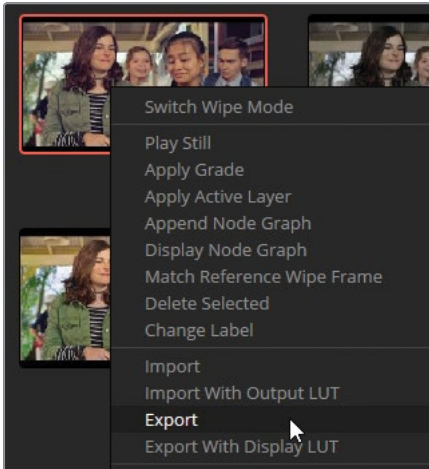 Switch Wipe Mode
Play Still
Apply Grade
Apply Active Layer
Append Node Graph
Display Node Graph
Match Reference Wipe Frame
Delete Selected
Change Label
Import
Import With Output LUT
Export
Export With Display LUT